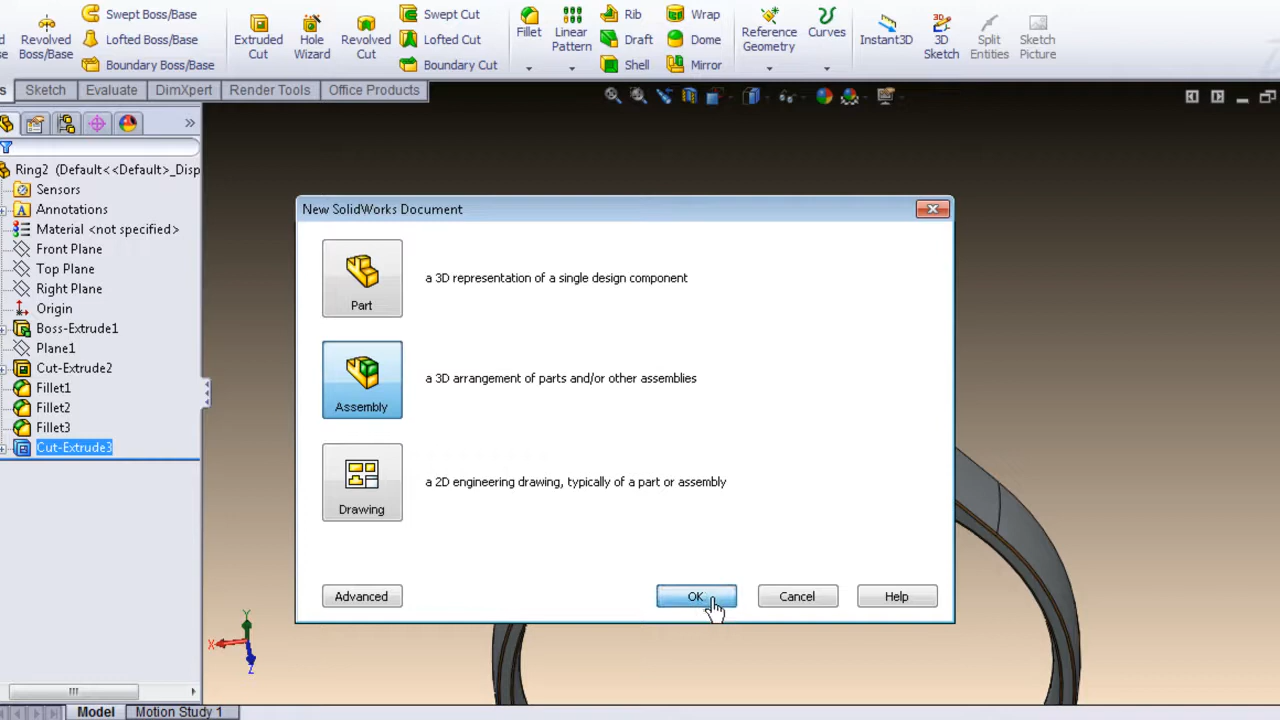 Swept Boss/Base
Revolved Boss/Base
Lofted Boss/Base
Boundary Boss/Base
Extruded Cut
Hole Wizard
Revolved Cut
Swept Cut
Lofted Cut
Boundary Cut
Fillet
Linear Pattern
Rib
Draft
Shell
Wrap
Dome
Mirror
Reference Geometry
Curves
Instant3D
3D Sketch
Split Entities
Sketch Picture
Sketch
Evaluate
DimXpert
Render Tools
Office Products
Ring2 (Default<<Default>_Disp
Sensors
Annotations
Material <not specified>
Front Plane
Top Plane
Right Plane
Origin
Boss-Extrude1
Plane1
Cut-Extrude2
Fillet1
Fillet2
Fillet3
Cut-Extrude3
New SolidWorks Document
Part
a 3D representation of a single design component
Assembly
a 3D arrangement of parts and/or other assemblies
Drawing
a 2D engineering drawing, typically of a part or assembly
Advanced
OK
Cancel
Help
Y
X
Z
Model
Motion Study 1